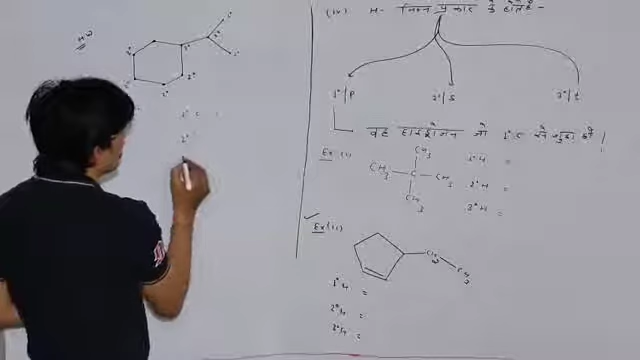 H.W
1° =
2°
(iv) H- निम्न प्रकार के होते है -
1°/P
2°/S
3°/t
वह हाइड्रोजन जो 1° C से जुड़ा हो !
Ex (i)
CH3
CH3 - C - CH3
CH3
1° H =
2° H =
3° H =
Ex (ii)
CH2
CH3
1° H =
2° H =
3° H =